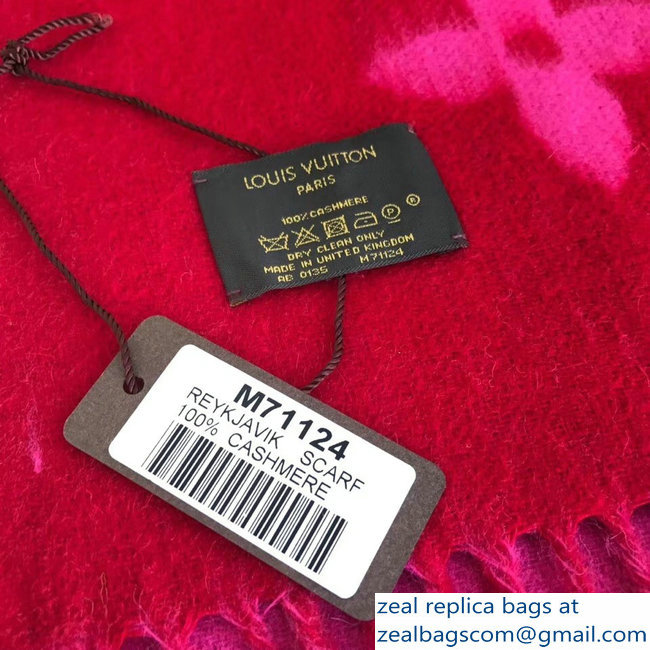 LOUIS VUITTON
PARIS
100% CASHMERE
DRY CLEAN ONLY
MADE IN UNITED KINGDOM
AB 0135 M71124
M71124
REYKJAVIK SCARF
100% CASHMERE
zeal replica bags at
zealbagscom@gmail.com